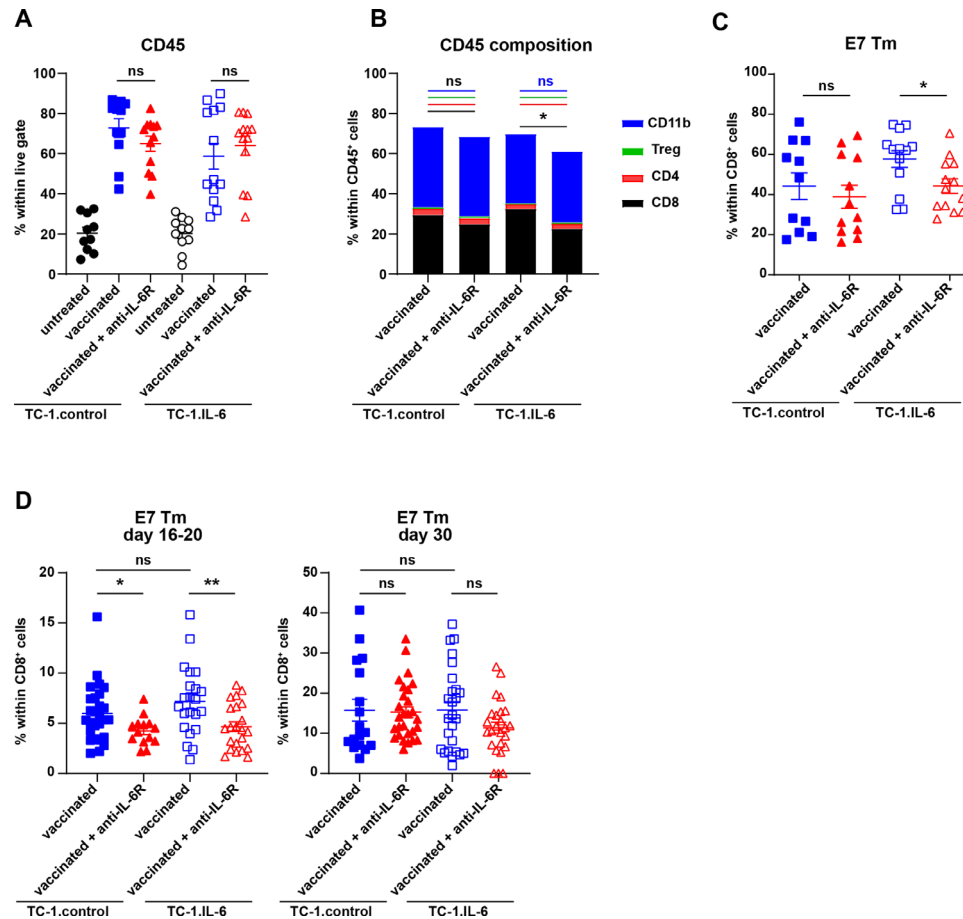 A
CD45
ns
ns
% within live gate
100
80
60
40
20
0
untreated
vaccinated
vaccinated + anti-IL-6R
untreated
vaccinated
vaccinated + anti-IL-6R
TC-1.control
TC-1.IL-6
B
CD45 composition
ns
ns
*
% within CD45⁺ cells
100
80
60
40
20
0
CD11b
Treg
CD4
CD8
vaccinated
vaccinated + anti-IL-6R
vaccinated
vaccinated + anti-IL-6R
TC-1.control
TC-1.IL-6
C
E7 Tm
ns
*
% within CD8⁺ cells
100
80
60
40
20
0
vaccinated
vaccinated + anti-IL-6R
vaccinated
vaccinated + anti-IL-6R
TC-1.control
TC-1.IL-6
D
E7 Tm
day 16-20
ns
*
**
% within CD8⁺ cells
20
15
10
5
0
vaccinated
vaccinated + anti-IL-6R
vaccinated
vaccinated + anti-IL-6R
TC-1.control
TC-1.IL-6
E7 Tm
day 30
ns
ns
ns
% within CD8⁺ cells
50
40
30
20
10
0
vaccinated
vaccinated + anti-IL-6R
vaccinated
vaccinated + anti-IL-6R
TC-1.control
TC-1.IL-6